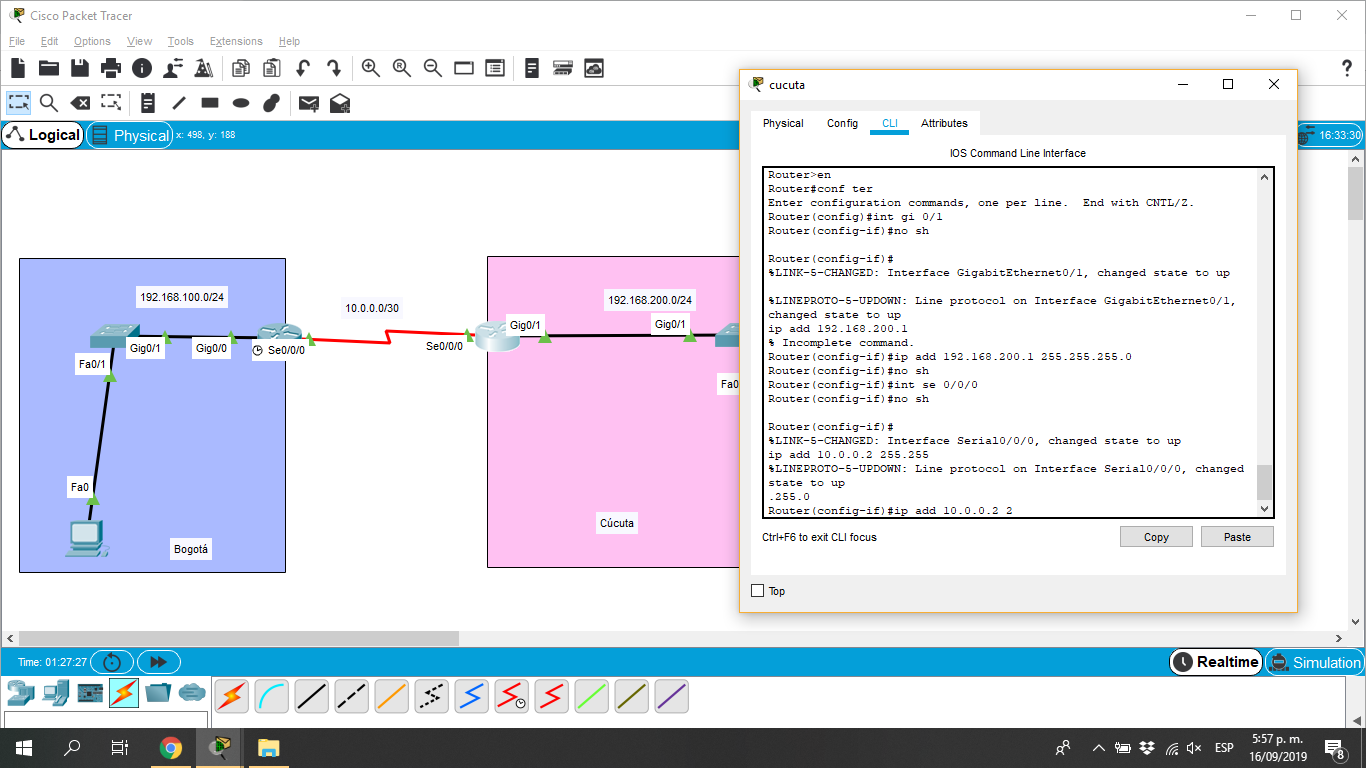 Cisco Packet Tracer
File Edit Options View Tools Extensions Help
Logical
Physical
x: 498, y: 188
16:33:30
192.168.100.0/24
Gig0/1
Gig0/0
Se0/0/0
Fa0/1
Fa0
Bogotá
10.0.0.0/30
Se0/0/0
Gig0/1
192.168.200.0/24
Gig0/1
Fa0
Cúcuta
cucuta
Physical Config CLI Attributes
IOS Command Line Interface
Router>en
Router#conf ter
Enter configuration commands, one per line.  End with CNTL/Z.
Router(config)#int gi 0/1
Router(config-if)#no sh
Router(config-if)#
%LINK-5-CHANGED: Interface GigabitEthernet0/1, changed state to up
%LINEPROTO-5-UPDOWN: Line protocol on Interface GigabitEthernet0/1,
changed state to up
ip add 192.168.200.1
% Incomplete command.
Router(config-if)#ip add 192.168.200.1 255.255.255.0
Router(config-if)#no sh
Router(config-if)#int se 0/0/0
Router(config-if)#no sh
Router(config-if)#
%LINK-5-CHANGED: Interface Serial0/0/0, changed state to up
ip add 10.0.0.2 255.255
%LINEPROTO-5-UPDOWN: Line protocol on Interface Serial0/0/0, changed
state to up
.255.0
Router(config-if)#ip add 10.0.0.2 2
Ctrl+F6 to exit CLI focus
Copy
Paste
Top
Time: 01:27:27
Realtime
Simulation
ESP
5:57 p. m.
16/09/2019
8